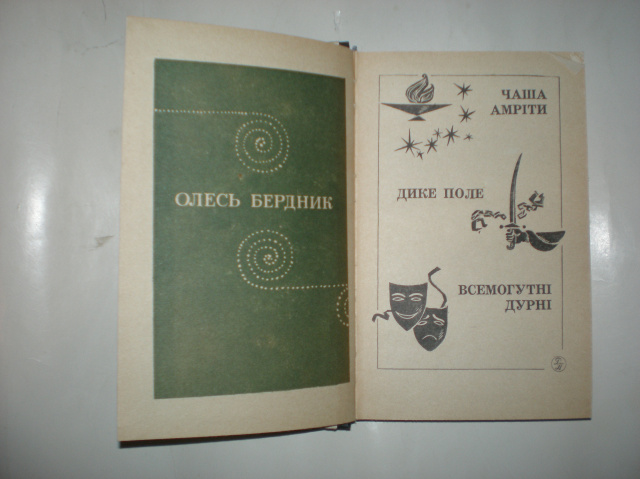 ОЛЕСЬ БЕРДНИК
ЧАША
АМРІТИ
ДИКЕ ПОЛЕ
ВСЕМОГУТНІ
ДУРНІ